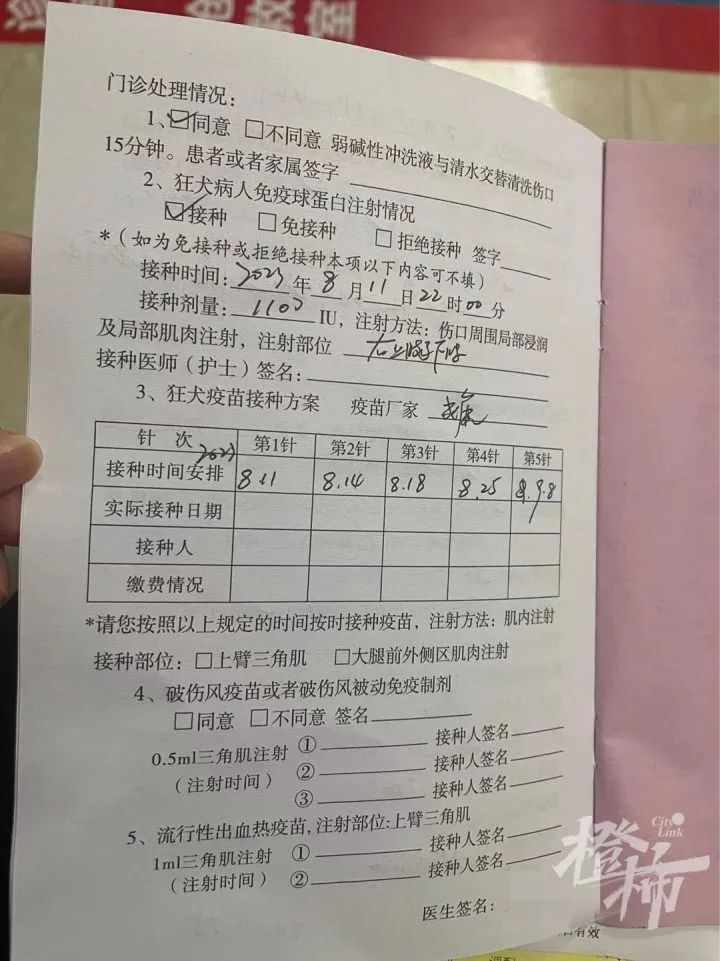 室
门诊处理情况：
1、☑同意 □不同意 弱碱性冲洗液与清水交替清洗伤口
15分钟。患者或者家属签字
2、狂犬病人免疫球蛋白注射情况
☑接种 □免接种 □拒绝接种 签字
*（如为免接种或拒绝接种本项以下内容可不填）
接种时间：2023年8月11日22时00分
接种剂量：1100 IU，注射方法：伤口周围局部浸润
及局部肌肉注射，注射部位
接种医师（护士）签名：
3、狂犬疫苗接种方案 疫苗厂家
针 次 2023 第1针 第2针 第3针 第4针 第5针
接种时间安排 8.11 8.14 8.18 8.25 9.8
实际接种日期
接种人
缴费情况
*请您按照以上规定的时间按时接种疫苗，注射方法：肌内注射
接种部位：□上臂三角肌 □大腿前外侧区肌肉注射
4、破伤风疫苗或者破伤风被动免疫制剂
□同意 □不同意 签名
0.5ml三角肌注射 ① 接种人签名
（注射时间） ② 接种人签名
③ 接种人签名
5、流行性出血热疫苗,注射部位:上臂三角肌
1ml三角肌注射 ① 接种人签名
（注射时间） ② 接种人签名
医生签名：
有效
City Link
橙柿